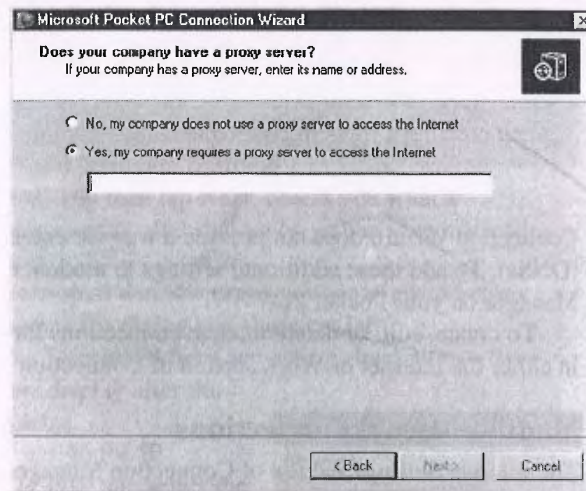 Microsoft Pocket PC Connection Wizard
Does your company have a proxy server?
If your company has a proxy server, enter its name or address.
No, my company does not use a proxy server to access the Internet
Yes, my company requires a proxy server to access the Internet
< Back
Next >
Cancel